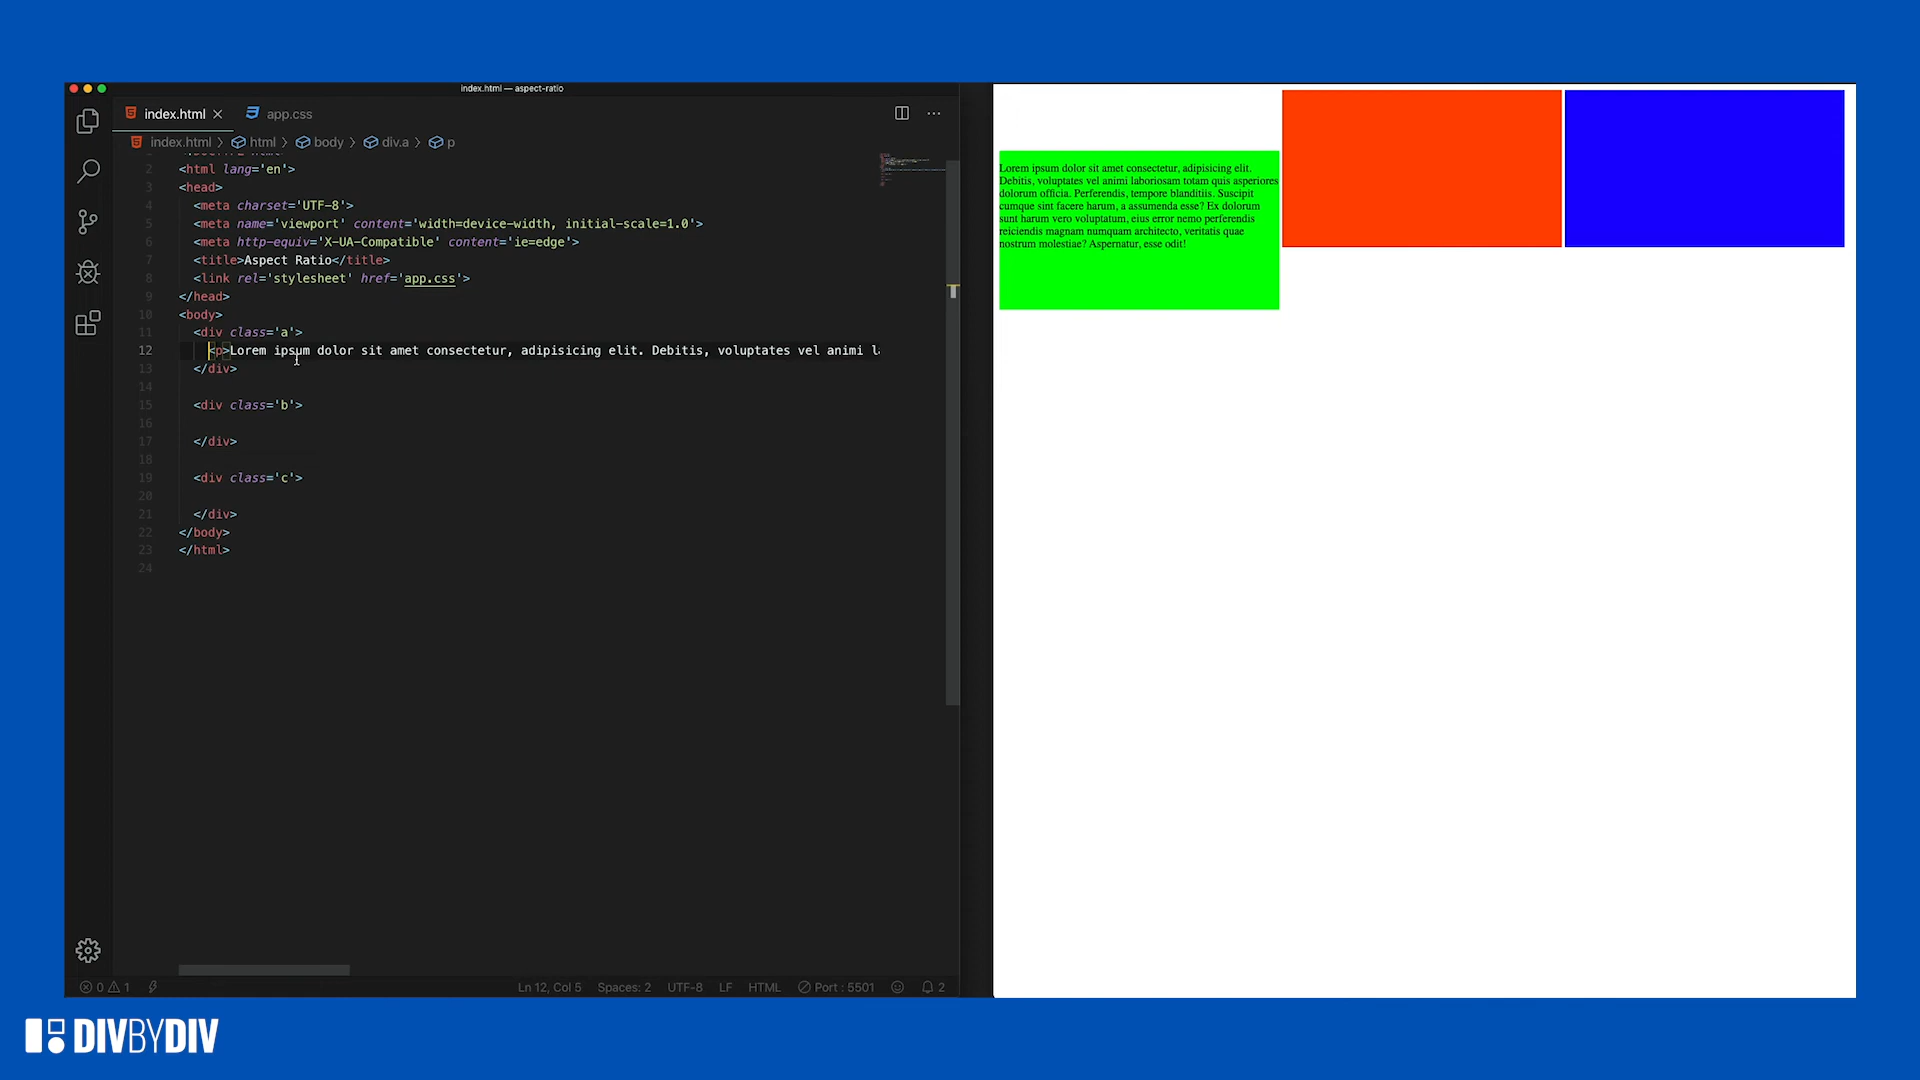 index.html — aspect-ratio
index.html
app.css
index.html > html > body > div.a > p
2 <html lang='en'>
3 <head>
4 <meta charset='UTF-8'>
5 <meta name='viewport' content='width=device-width, initial-scale=1.0'>
6 <meta http-equiv='X-UA-Compatible' content='ie=edge'>
7 <title>Aspect Ratio</title>
8 <link rel='stylesheet' href='app.css'>
9 </head>
10 <body>
11 <div class='a'>
12 <p>Lorem ipsum dolor sit amet consectetur, adipisicing elit. Debitis, voluptates vel animi la
13 </div>
14
15 <div class='b'>
16
17 </div>
18
19 <div class='c'>
20
21 </div>
22 </body>
23 </html>
24
0 1
Ln 12, Col 5
Spaces: 2
UTF-8
LF
HTML
Port : 5501
2
Lorem ipsum dolor sit amet consectetur, adipisicing elit.
Debitis, voluptates vel animi laboriosam totam quis asperiores
dolorum officia. Perferendis, tempore blanditiis. Suscipit
cumque sint facere harum, a assumenda esse? Ex dolorum
sunt harum vero voluptatum, eius error nemo perferendis
reiciendis magnam numquam architecto, veritatis quae
nostrum molestiae? Aspernatur, esse odit!
DIVBYDIV